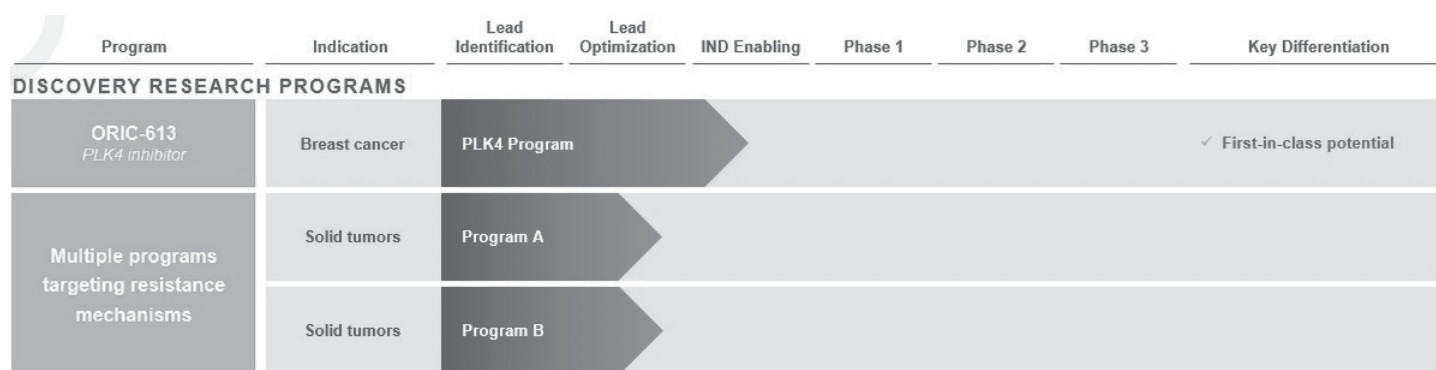 Program Indication Lead Identification Lead Optimization IND Enabling Phase 1 Phase 2 Phase 3 Key Differentiation
DISCOVERY RESEARCH PROGRAMS
ORIC-613
PLK4 inhibitor
Breast cancer
PLK4 Program
✓ First-in-class potential
Multiple programs
targeting resistance
mechanisms
Solid tumors
Program A
Solid tumors
Program B